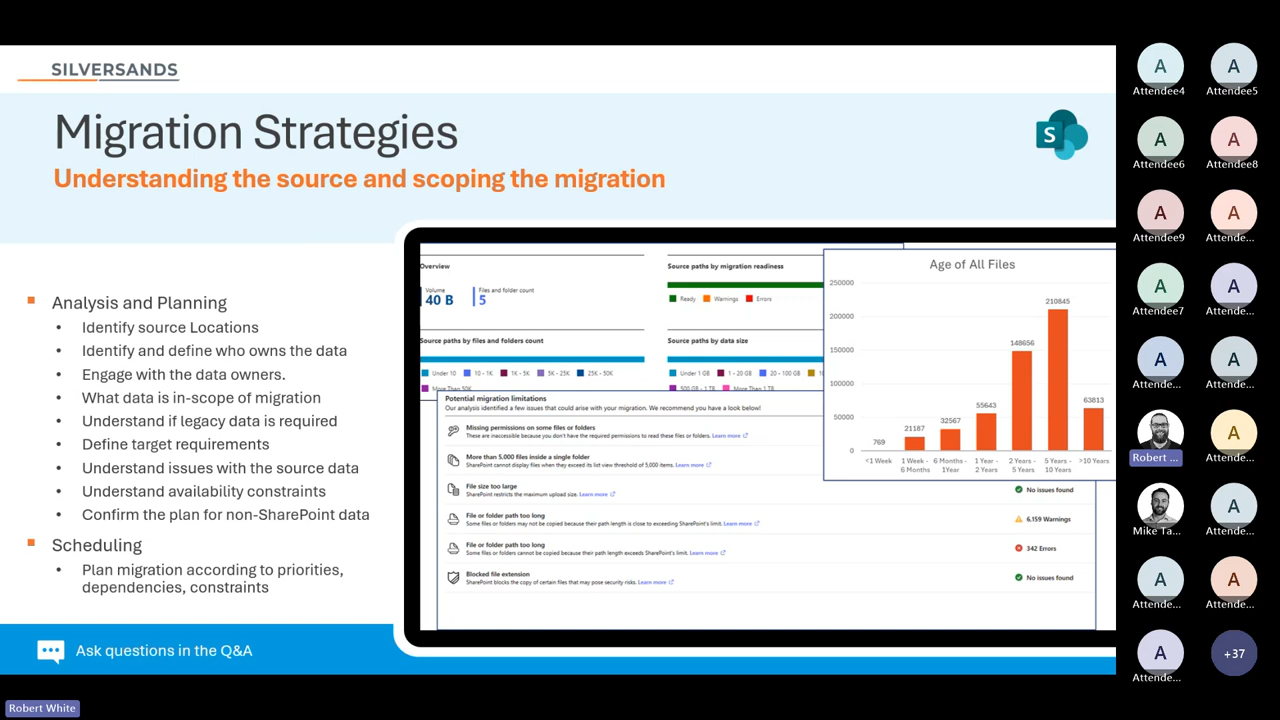 SILVERSANDS
Migration Strategies
Understanding the source and scoping the migration
S
Analysis and Planning
• Identify source Locations
• Identify and define who owns the data
• Engage with the data owners.
• What data is in-scope of migration
• Understand if legacy data is required
• Define target requirements
• Understand issues with the source data
• Understand availability constraints
• Confirm the plan for non-SharePoint data
Scheduling
• Plan migration according to priorities,
dependencies, constraints
Overview
Volume
40 B
Files and folder count
5
Source paths by migration readiness
Ready Warnings Errors
Source paths by files and folders count
Under 10 10 - 1K 1K - 5K 5K - 25K 25K - 50K
More Than 50K
Source paths by data size
Under 1 GB 1 - 20 GB 20 - 100 GB
500 GB - 1 TB More Than 1 TB
Age of All Files
250000
200000
150000
100000
50000
0
769
21187
32567
55643
148656
210845
63813
<1 Week
1 Week -
6 Months
6 Months -
1Year
1 Year -
2 Years
2 Years -
5 Years
5 Years -
10 Years
>10 Years
Potential migration limitations
Our analysis identified a few issues that could arise with your migration. We recommend you have a look below!
Missing permissions on some files or folders
These are inaccessible because you don't have the required permissions to read these files or folders. Learn more
More than 5,000 files inside a single folder
SharePoint cannot display files when they exceed its list view threshold of 5,000 items. Learn more
File size too large
SharePoint restricts the maximum upload size. Learn more
No issues found
File or folder path too long
Some files or folders may not be copied because their path length is close to exceeding SharePoint's limit. Learn more
6,159 Warnings
File or folder path too long
Some files or folders cannot be copied because their path length exceeds SharePoint's limit. Learn more
342 Errors
Blocked file extension
SharePoint blocks the copy of certain files that may pose security risks. Learn more
No issues found
Ask questions in the Q&A
Robert White
A A
Attendee4 Attendee5
A A
Attendee6 Attendee8
A A
Attendee9 Attende...
A A
Attendee7 Attende...
A A
Attende... Attende...
A
Robert ... Attende...
A
Mike Ta... Attende...
A A
Attende... Attende...
A +37
Attende...